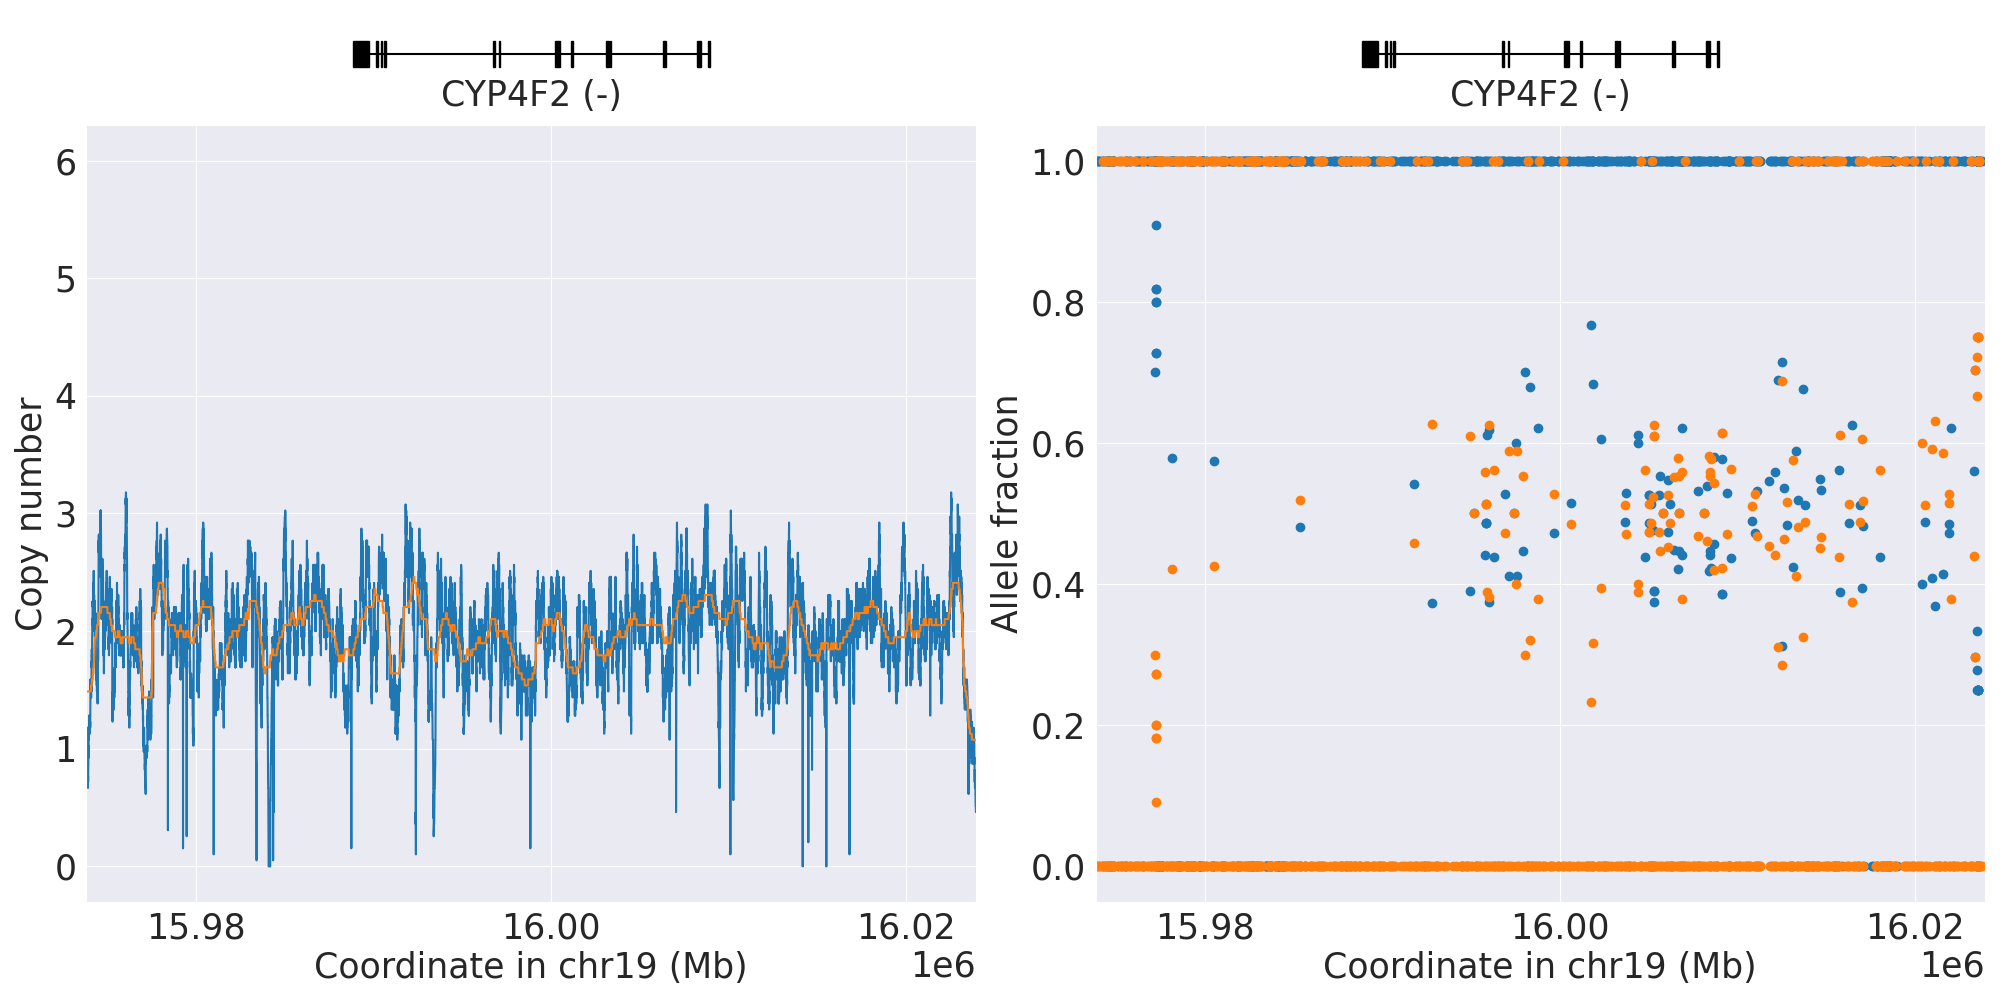 CYP4F2 (-)
6
5
4
3
2
1
0
Copy number
15.98
16.00
16.02
Coordinate in chr19 (Mb)
1e6
CYP4F2 (-)
1.0
0.8
0.6
0.4
0.2
0.0
Allele fraction
15.98
16.00
16.02
Coordinate in chr19 (Mb)
1e6